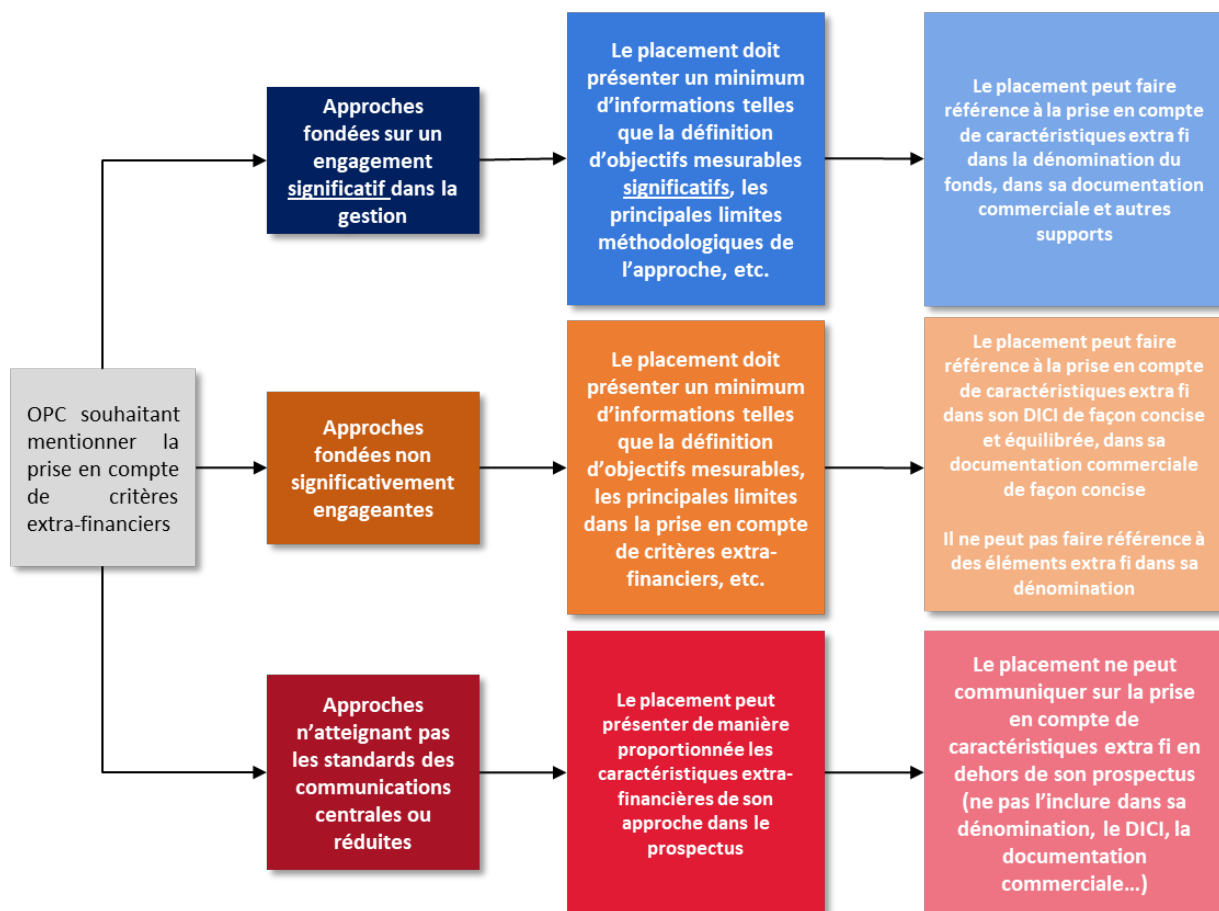 OPC souhaitant
mentionner la
prise en compte
de critères
extra-financiers
Approches
fondées sur un
engagement
significatif dans la
gestion
Le placement doit
présenter un minimum
d’informations telles
que la définition
d’objectifs mesurables
significatifs, les
principales limites
méthodologiques de
l’approche, etc.
Le placement peut faire
référence à la prise en compte
de caractéristiques extra fi
dans la dénomination du
fonds, dans sa documentation
commerciale et autres
supports
Approches
fondées non
significativement
engageantes
Le placement doit
présenter un minimum
d’informations telles
que la définition
d’objectifs mesurables,
les principales limites
dans la prise en compte
de critères extra-
financiers, etc.
Le placement peut faire
référence à la prise en compte
de caractéristiques extra fi
dans son DICI de façon concise
et équilibrée, dans sa
documentation commerciale
de façon concise
Il ne peut pas faire référence à
des éléments extra fi dans sa
dénomination
Approches
n’atteignant pas
les standards des
communications
centrales ou
réduites
Le placement peut
présenter de manière
proportionnée les
caractéristiques extra-
financières de son
approche dans le
prospectus
Le placement ne peut
communiquer sur la prise
en compte de
caractéristiques extra fi en
dehors de son prospectus
(ne pas l’inclure dans sa
dénomination, le DICI, la
documentation
commerciale…)